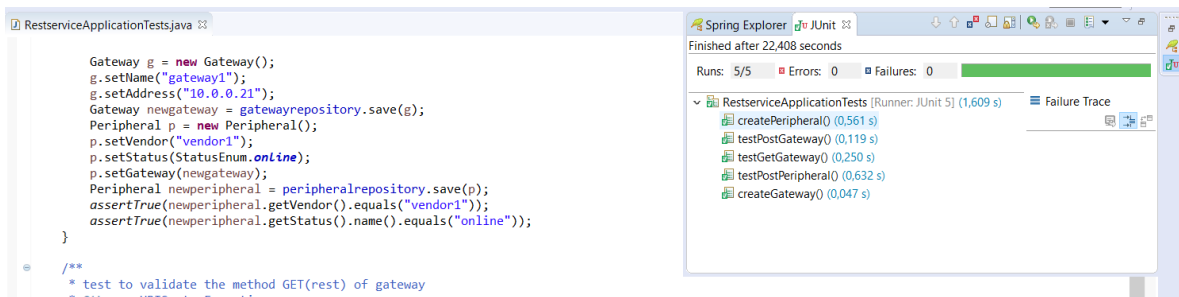 RestserviceApplicationTests.java
Gateway g = new Gateway();
g.setName("gateway1");
g.setAddress("10.0.0.21");
Gateway newgateway = gatewayrepository.save(g);
Peripheral p = new Peripheral();
p.setVendor("vendor1");
p.setStatus(StatusEnum.online);
p.setGateway(newgateway);
Peripheral newperipheral = peripheralrepository.save(p);
assertTrue(newperipheral.getVendor().equals("vendor1"));
assertTrue(newperipheral.getStatus().name().equals("online"));
}
/**
* test to validate the method GET(rest) of gateway
Spring Explorer JUnit
Finished after 22,408 seconds
Runs: 5/5 Errors: 0 Failures: 0
RestserviceApplicationTests [Runner: JUnit 5] (1,609 s)
createPeripheral() (0,561 s)
testPostGateway() (0,119 s)
testGetGateway() (0,250 s)
testPostPeripheral() (0,632 s)
createGateway() (0,047 s)
Failure Trace